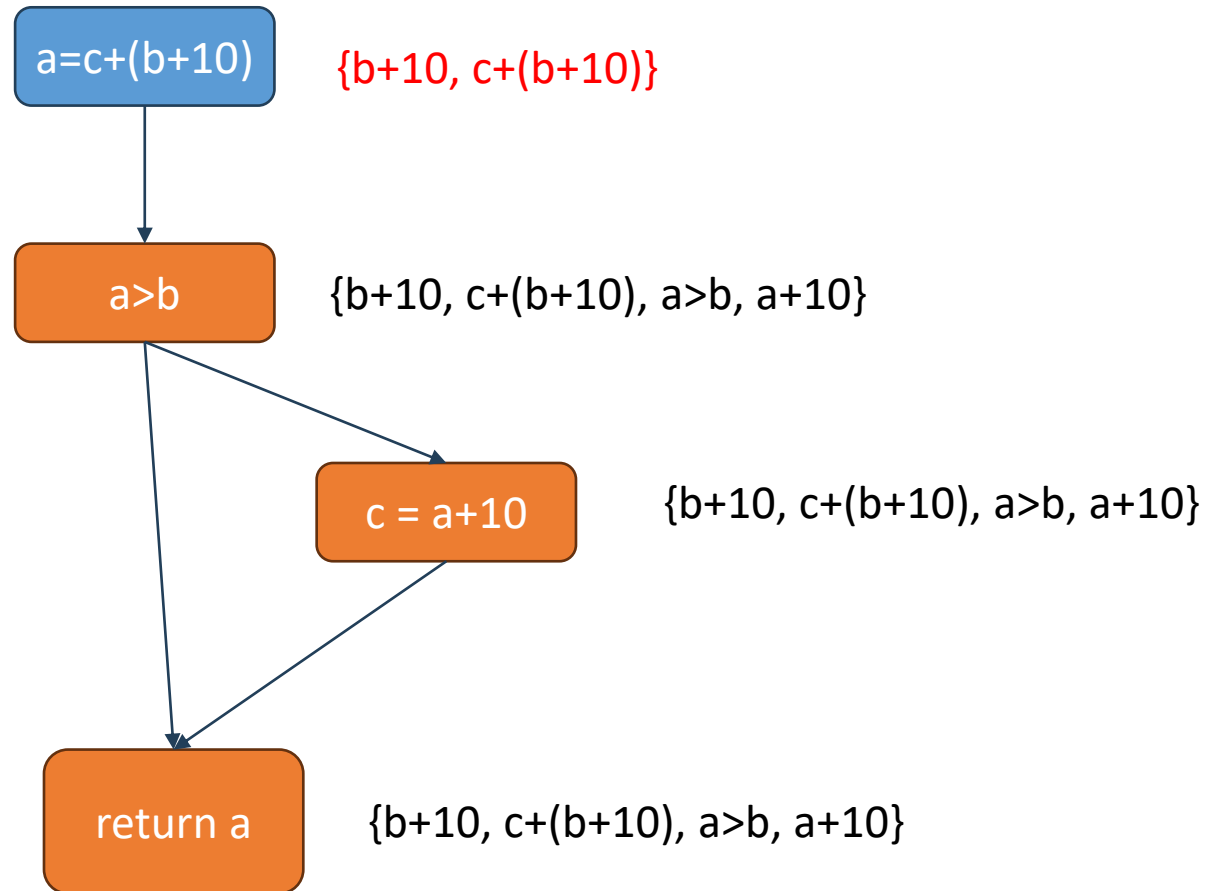 a=c+(b+10)
{b+10, c+(b+10)}
a>b
{b+10, c+(b+10), a>b, a+10}
c = a+10
{b+10, c+(b+10), a>b, a+10}
return a
{b+10, c+(b+10), a>b, a+10}